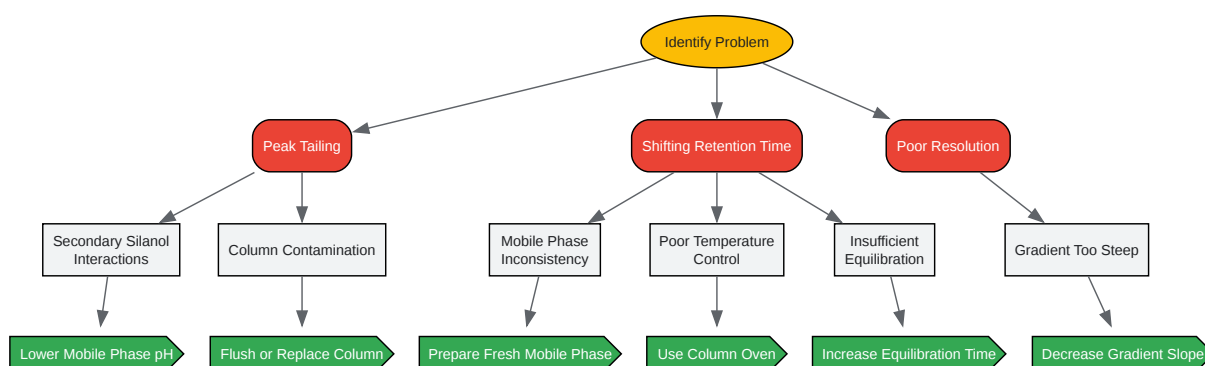 Identify Problem
Peak Tailing
Shifting Retention Time
Poor Resolution
Secondary Silanol
Interactions
Column Contamination
Mobile Phase
Inconsistency
Poor Temperature
Control
Insufficient
Equilibration
Gradient Too Steep
Lower Mobile Phase pH
Flush or Replace Column
Prepare Fresh Mobile Phase
Use Column Oven
Increase Equilibration Time
Decrease Gradient Slope